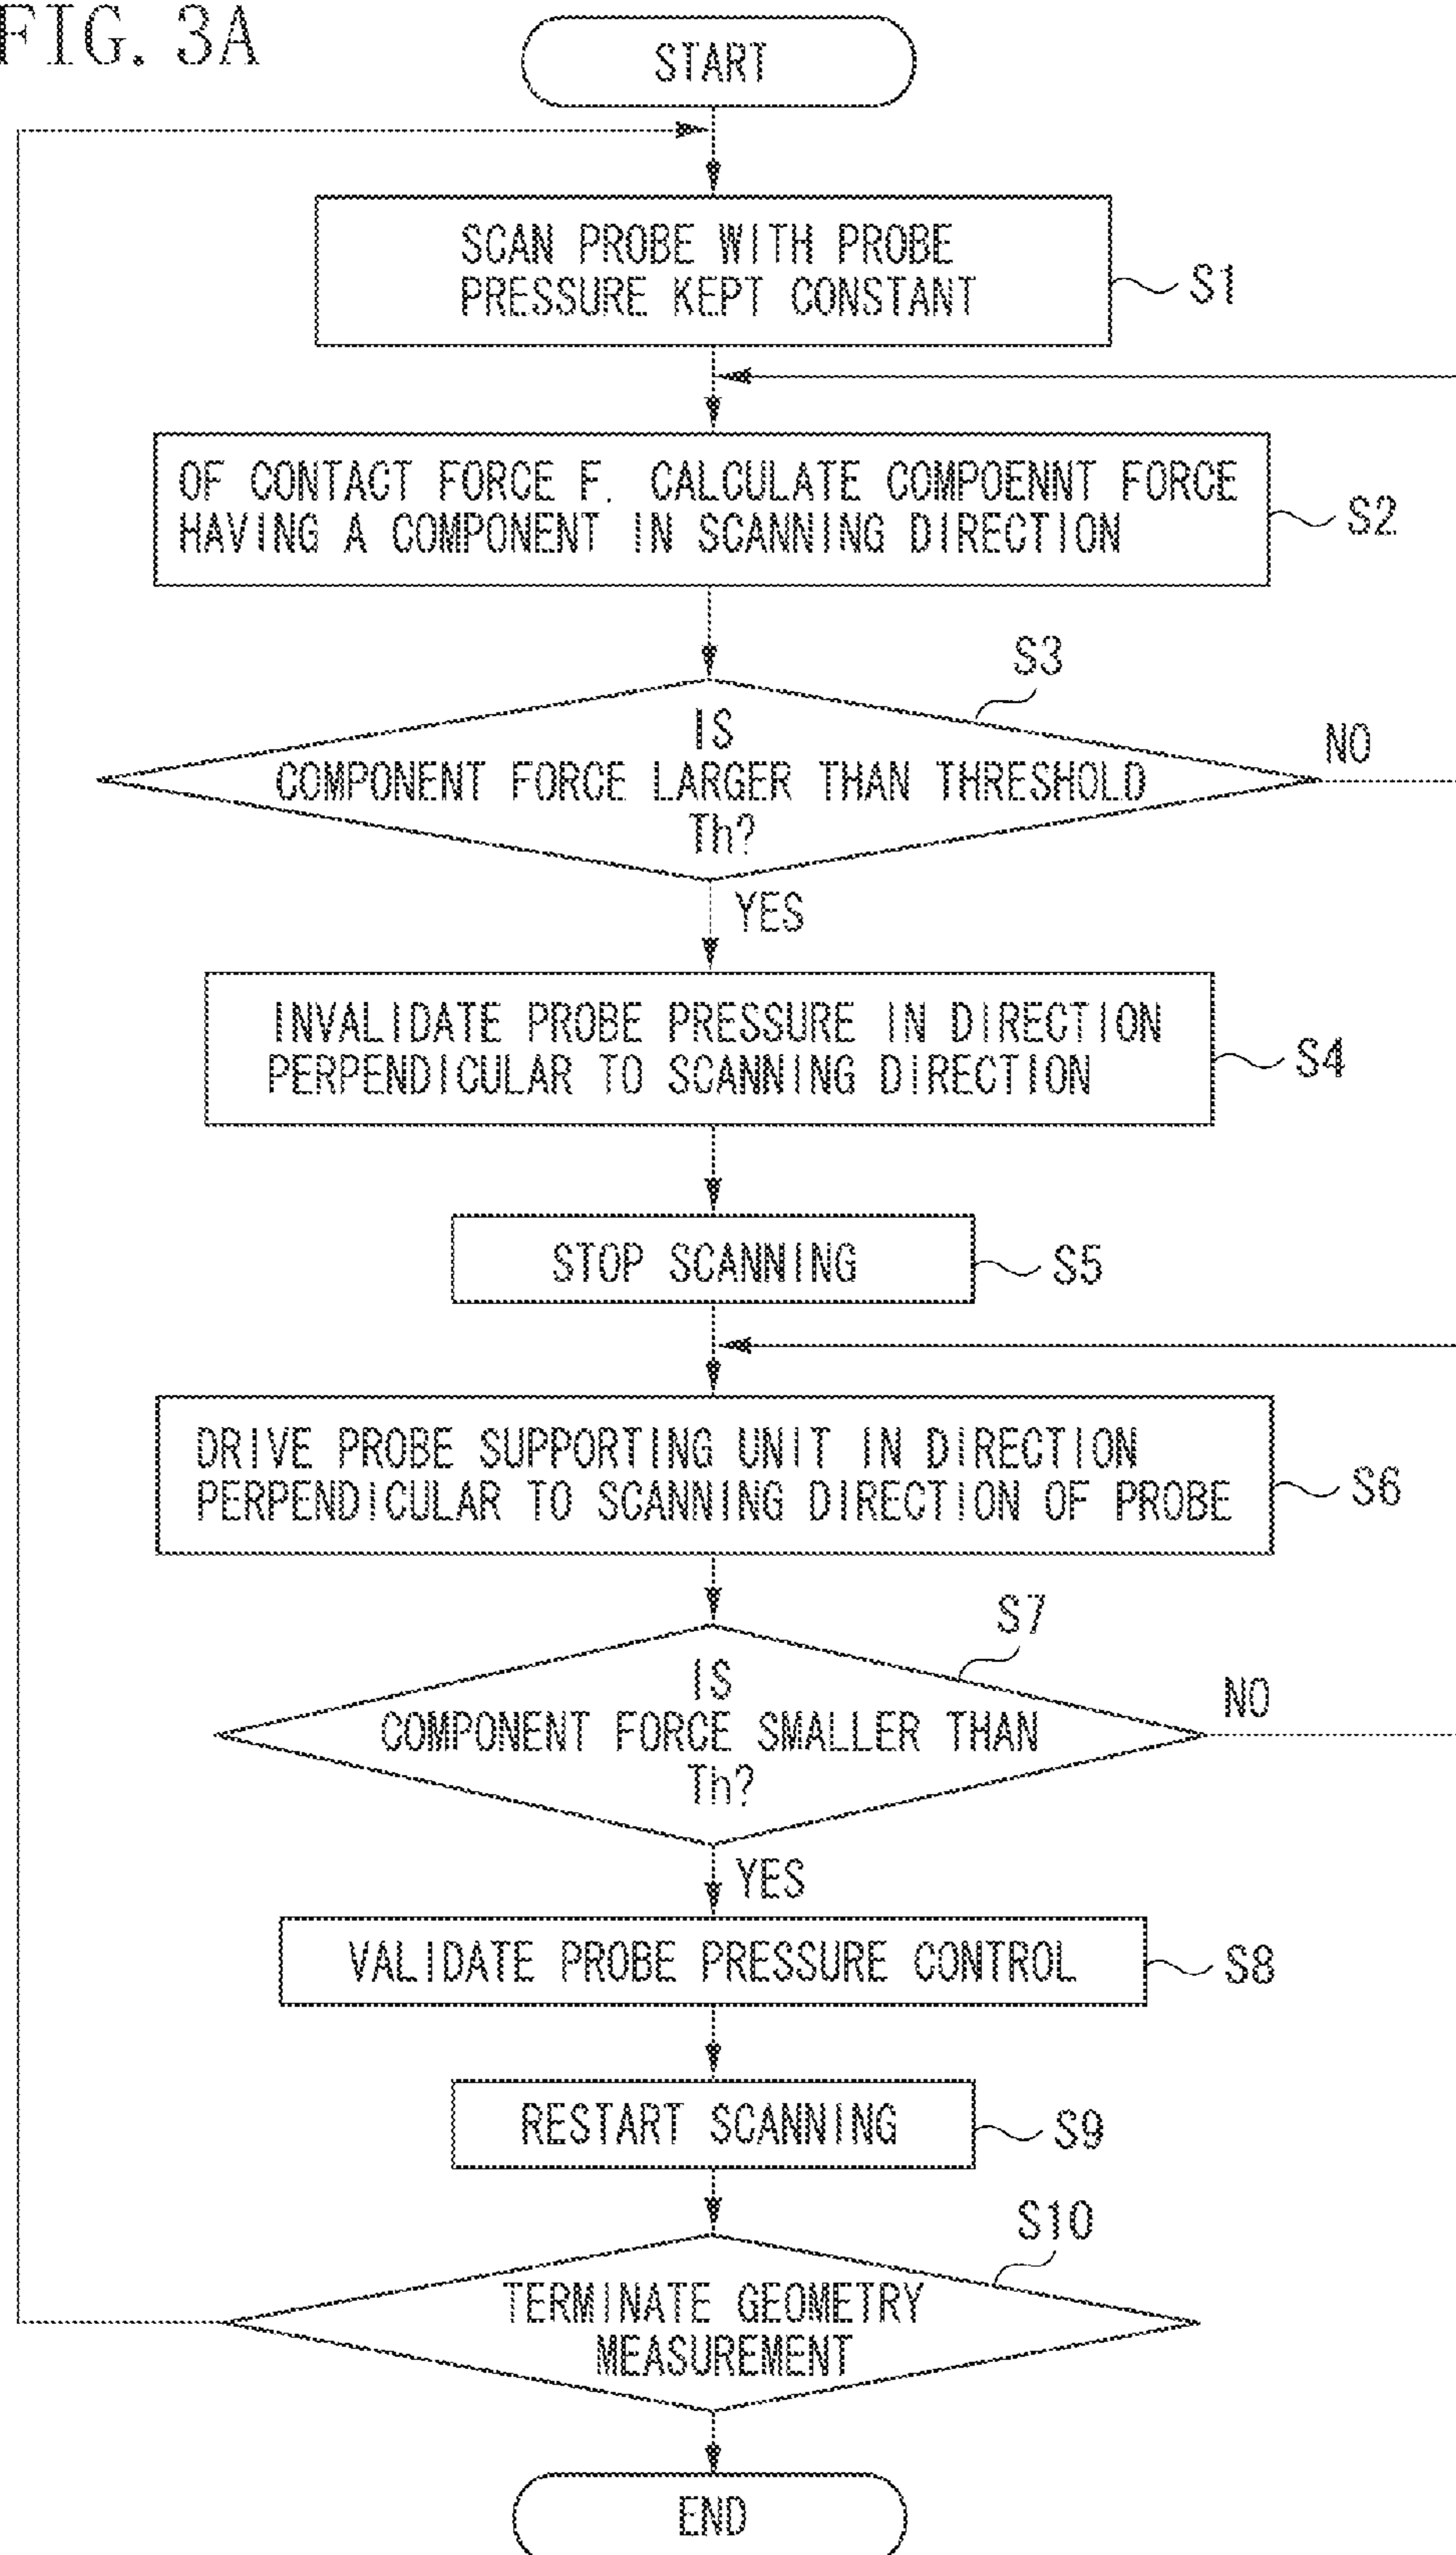 FIG. 3A
START
SCAN PROBE WITH PROBE
PRESSURE KEPT CONSTANT
S1
OF CONTACT FORCE F. CALCULATE COMPOENNT FORCE
HAVING A COMPONENT IN SCANNING DIRECTION
S2
S3
IS
COMPONENT FORCE LARGER THAN THRESHOLD
Th?
NO
YES
INVALIDATE PROBE PRESSURE IN DIRECTION
PERPENDICULAR TO SCANNING DIRECTION
S4
STOP SCANNING
S5
DRIVE PROBE SUPPORTING UNIT IN DIRECTION
PERPENDICULAR TO SCANNING DIRECTION OF PROBE
S6
S7
IS
COMPONENT FORCE SMALLER THAN
Th?
NO
YES
VALIDATE PROBE PRESSURE CONTROL
S8
RESTART SCANNING
S9
S10
TERMINATE GEOMETRY
MEASUREMENT
END